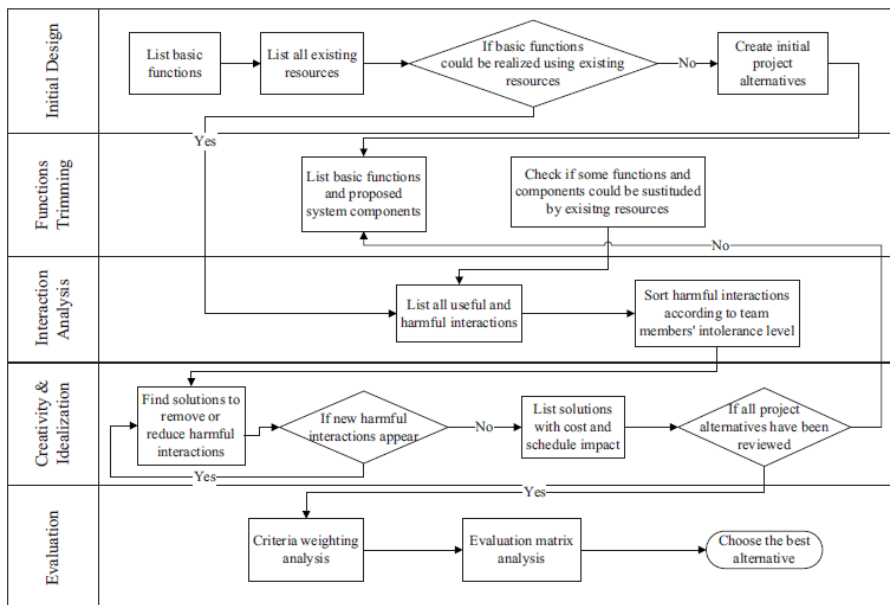 Initial Design
List basic
functions
List all existing
resources
If basic functions
could be realized using existing
resources
No
Create initial
project
alternatives
Yes
Functions
Trimming
List basic functions
and proposed
system components
Check if some functions and
components could be sustituded
by exisitng resources
No
Interaction
Analysis
List all useful and
harmful interactions
Sort harmful interactions
according to team
members' intolerance level
Creativity &
Idealization
Find solutions to
remove or
reduce harmful
interactions
If new harmful
interactions appear
No
List solutions
with cost and
schedule impact
If all project
alternatives have been
reviewed
Yes
Yes
Evaluation
Criteria weighting
analysis
Evaluation matrix
analysis
Choose the best
alternative